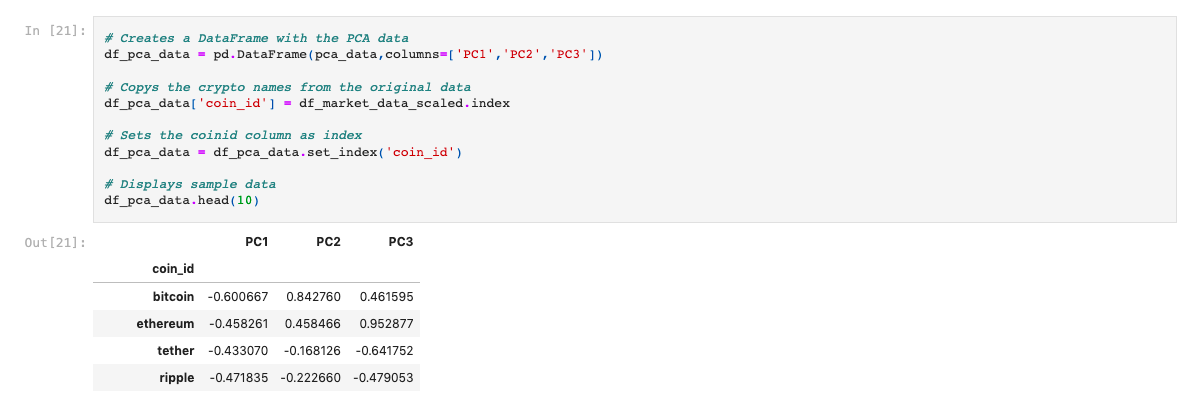 In [21]:
# Creates a DataFrame with the PCA data
df_pca_data = pd.DataFrame(pca_data,columns=['PC1','PC2','PC3'])
# Copys the crypto names from the original data
df_pca_data['coin_id'] = df_market_data_scaled.index
# Sets the coinid column as index
df_pca_data = df_pca_data.set_index('coin_id')
# Displays sample data
df_pca_data.head(10)
Out[21]:
PC1 PC2 PC3
coin_id
bitcoin -0.600667 0.842760 0.461595
ethereum -0.458261 0.458466 0.952877
tether -0.433070 -0.168126 -0.641752
ripple -0.471835 -0.222660 -0.479053